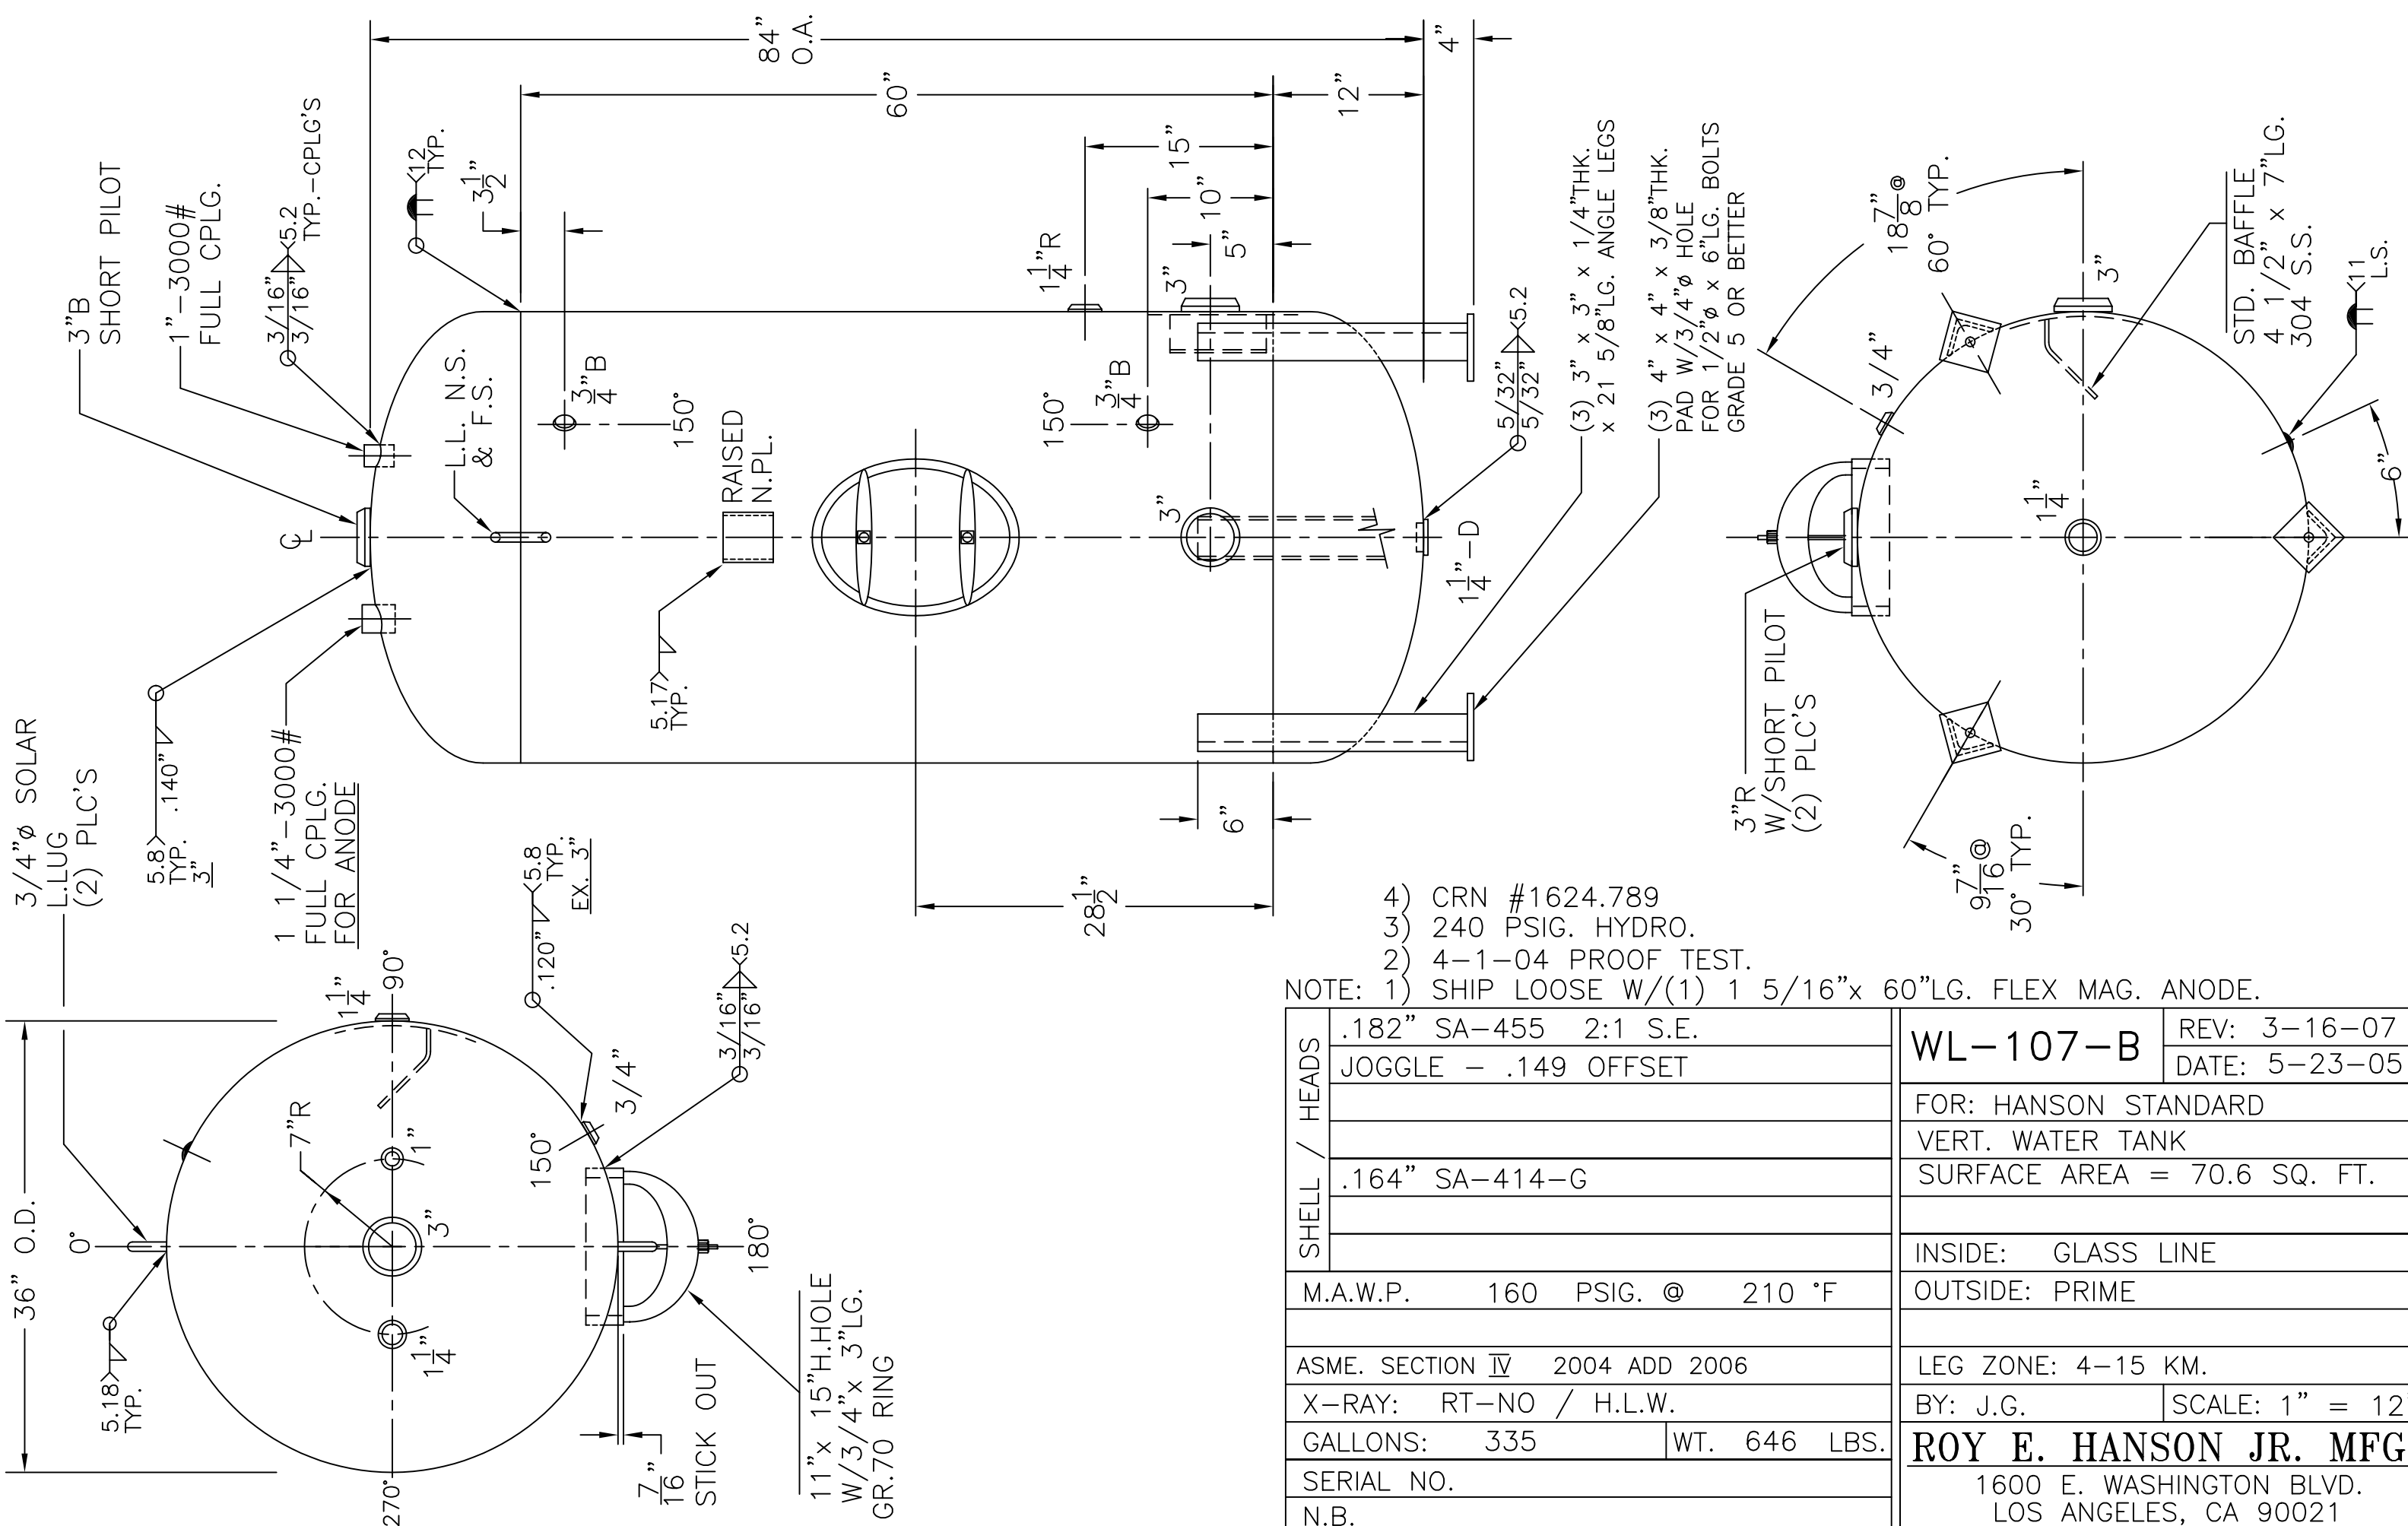 3/4"ø SOLAR
L.LUG
(2) PLC'S
5.8
TYP.
3"
.140"
1 1/4"-3000#
FULL CPLG.
FOR ANODE
3"B
SHORT PILOT
1"-3000#
FULL CPLG.
3/16"
3/16"
5.2
TYP.-CPLG'S
12
TYP.
3 1/2"
84"
O.A.
60"
12"
4"
15"
10"
5"
1 1/4"R
3"
L.L. N.S.
& F.S.
3/4"B
150°
150°
3/4"B
RAISED
N.PL.
5.17
TYP.
3"
1 1/4"-D
5/32"
5/32"
5.2
(3) 3" x 3" x 1/4"THK.
x 21 5/8"LG. ANGLE LEGS
(3) 4" x 4" x 3/8"THK.
PAD W/3/4"ø HOLE
FOR 1/2"ø x 6"LG. BOLTS
GRADE 5 OR BETTER
6"
28 1/2"
℄
36" O.D.
0°
90°
180°
270°
1 1/4"
7"R
1"
3"
1 1/4"
150°
3/4"
.120"
5.8
TYP.
EX. 3"
3/16"
3/16"
5.2
5.18
TYP.
7/16"
STICK OUT
11"x 15"H.HOLE
W/3/4"x 3"LG.
GR.70 RING
18 7/8"@
60° TYP.
3/4"
3"
1 1/4"
STD. BAFFLE
4 1/2" x 7"LG.
304 S.S.
11
L.S.
6"
3"R
W/SHORT PILOT
(2) PLC'S
9 7/16"@
30° TYP.
4) CRN #1624.789
3) 240 PSIG. HYDRO.
2) 4-1-04 PROOF TEST.
NOTE: 1) SHIP LOOSE W/(1) 1 5/16"x 60"LG. FLEX MAG. ANODE.
SHELL / HEADS
.182" SA-455 2:1 S.E.
JOGGLE - .149 OFFSET
.164" SA-414-G
M.A.W.P. 160 PSIG. @ 210 °F
ASME. SECTION IV 2004 ADD 2006
X-RAY: RT-NO / H.L.W.
GALLONS: 335 WT. 646 LBS.
SERIAL NO.
N.B.
WL-107-B
REV: 3-16-07
DATE: 5-23-05
FOR: HANSON STANDARD
VERT. WATER TANK
SURFACE AREA = 70.6 SQ. FT.
INSIDE: GLASS LINE
OUTSIDE: PRIME
LEG ZONE: 4-15 KM.
BY: J.G. SCALE: 1" = 12
ROY E. HANSON JR. MFG
1600 E. WASHINGTON BLVD.
LOS ANGELES, CA 90021